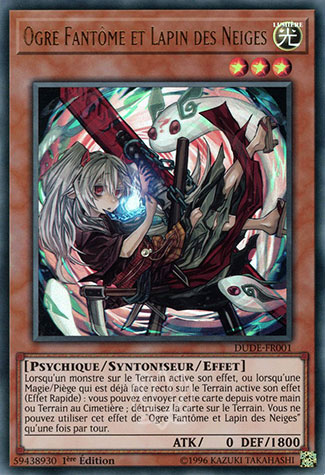 Ogre Fantôme et Lapin des Neiges
LUMIÈRE
光
DUDE-FR001
[PSYCHIQUE/SYNTONISEUR/EFFET]
Lorsqu'un monstre sur le Terrain active son effet, ou lorsqu'une
Magie/Piège qui est déjà face recto sur le Terrain active son effet
(Effet Rapide) : vous pouvez envoyer cette carte depuis votre main
ou Terrain au Cimetière ; détruisez la carte sur le Terrain. Vous ne
pouvez utiliser cet effet de "Ogre Fantôme et Lapin des Neiges"
qu'une fois par tour.
ATK/ 0 DEF/1800
59438930 1ère Edition ©1996 KAZUKI TAKAHASHI